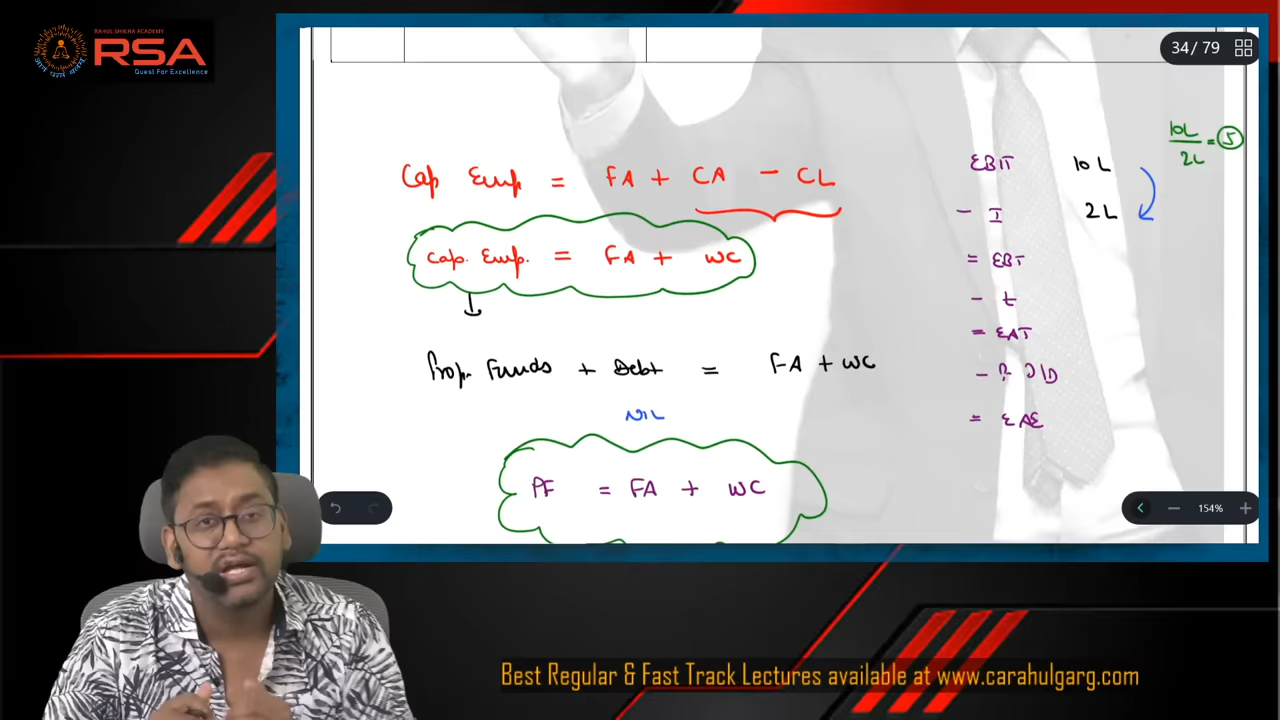 RAHUL SHIKHA ACADEMY
RSA
Quest For Excellence
34 / 79
10L
2L
= 5
Cap Emp = FA + CA - CL
Cap. Emp. = FA + WC
Prop. Funds + Debt = FA + WC
NIL
PF = FA + WC
EBIT 10L
- I 2L
= EBT
- t
= EAT
= EAE
154%
Best Regular & Fast Track Lectures available at www.carahulgarg.com